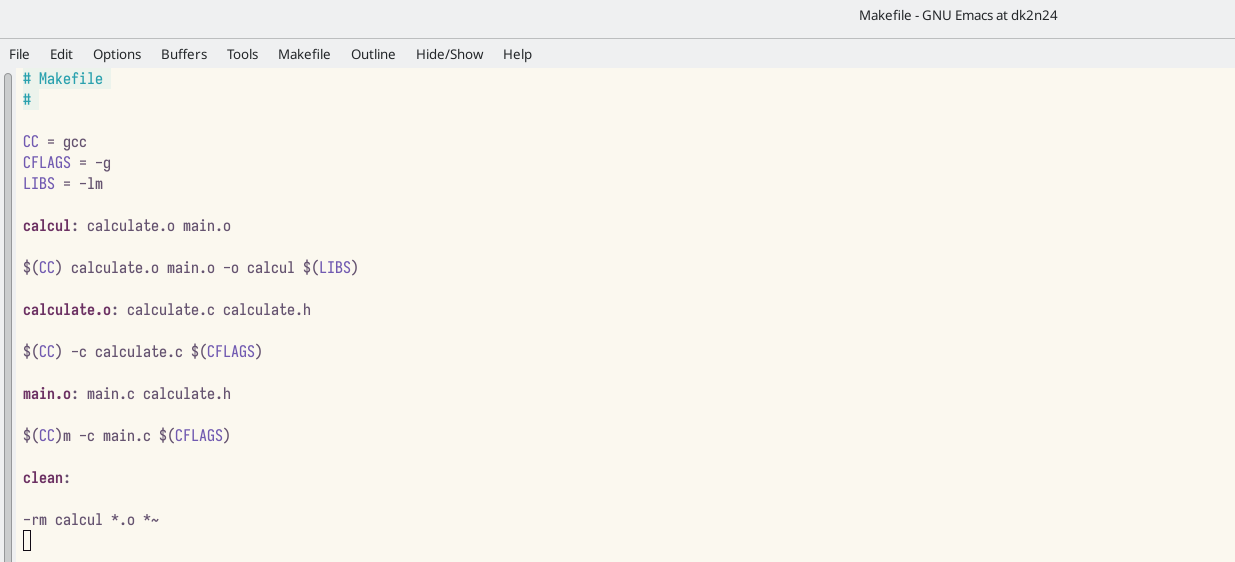 Makefile - GNU Emacs at dk2n24
File Edit Options Buffers Tools Makefile Outline Hide/Show Help
# Makefile
#
CC = gcc
CFLAGS = -g
LIBS = -lm
calcul: calculate.o main.o
$(CC) calculate.o main.o -o calcul $(LIBS)
calculate.o: calculate.c calculate.h
$(CC) -c calculate.c $(CFLAGS)
main.o: main.c calculate.h
$(CC)m -c main.c $(CFLAGS)
clean:
-rm calcul *.o *~